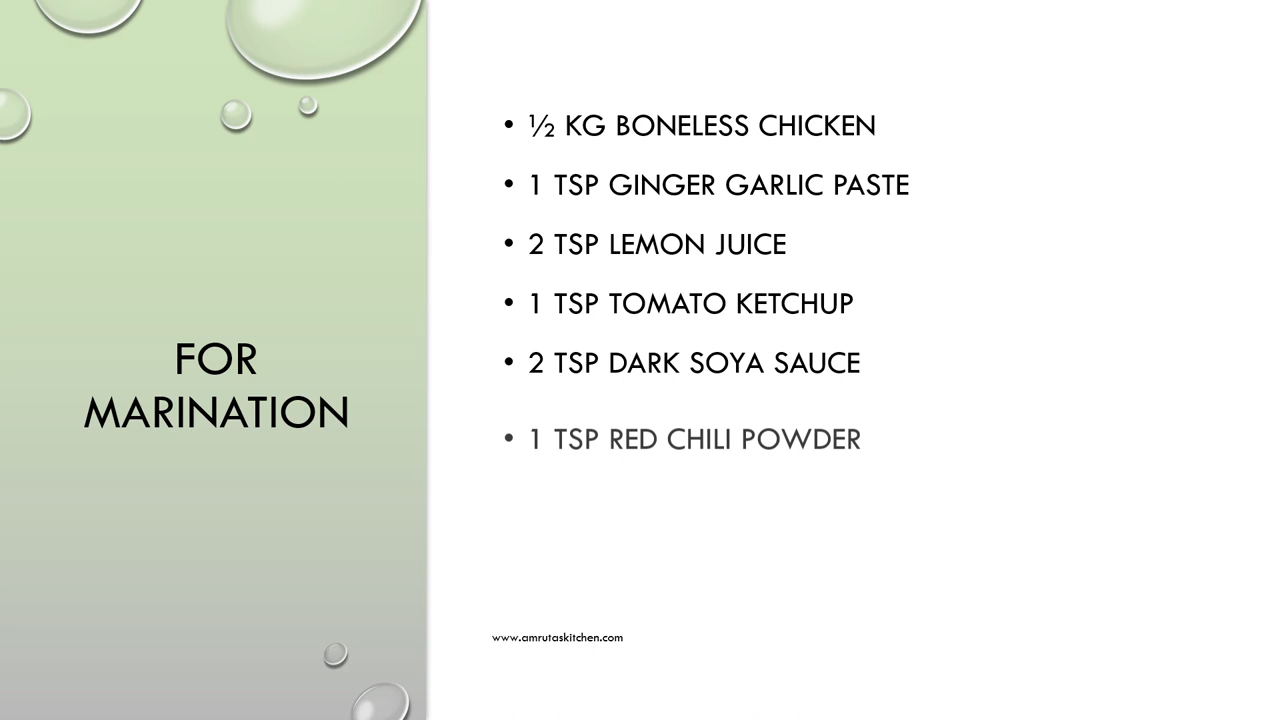 FOR
MARINATION
• ½ KG BONELESS CHICKEN
• 1 TSP GINGER GARLIC PASTE
• 2 TSP LEMON JUICE
• 1 TSP TOMATO KETCHUP
• 2 TSP DARK SOYA SAUCE
• 1 TSP RED CHILI POWDER
www.amrutaskitchen.com